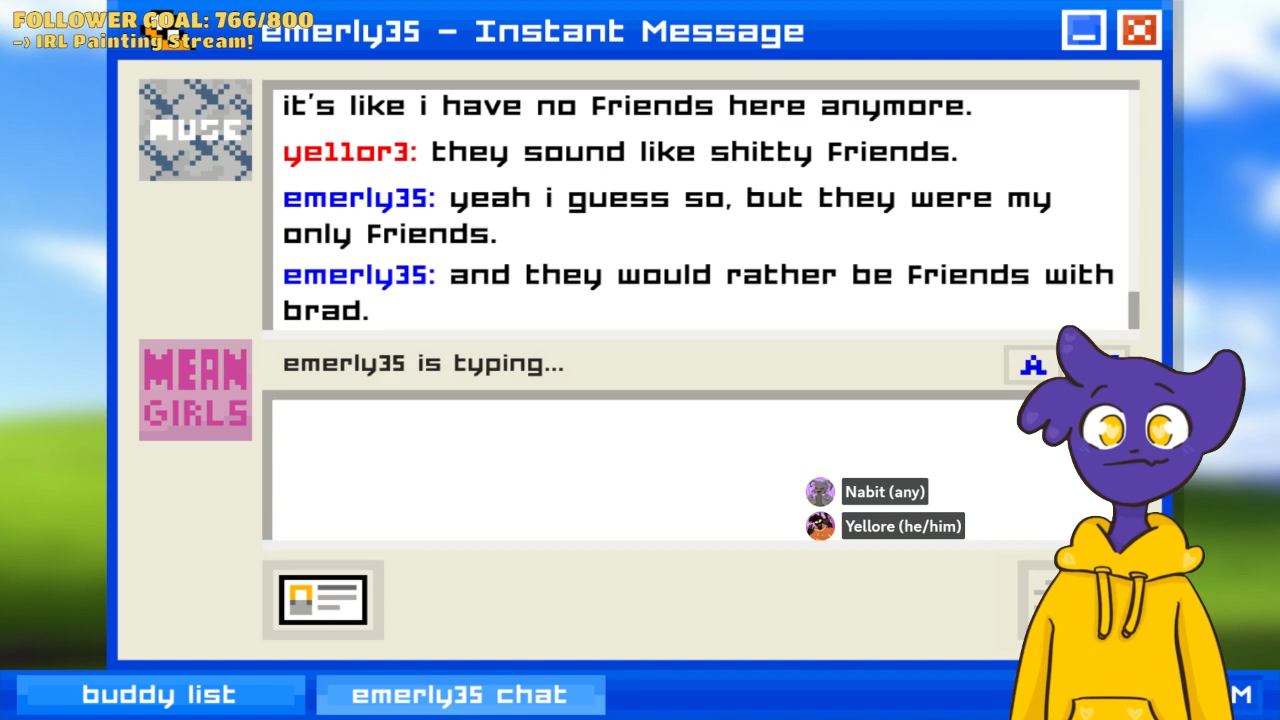 FOLLOWER GOAL: 766/800
-> IRL Painting Stream!
emerly35 - Instant Message
MUSE
it's like i have no friends here anymore.
yellor3: they sound like shitty friends.
emerly35: yeah i guess so, but they were my
only friends.
emerly35: and they would rather be friends with
brad.
emerly35 is typing...
A
MEAN
GIRLS
Nabit (any)
Yellore (he/him)
buddy list
emerly35 chat
M